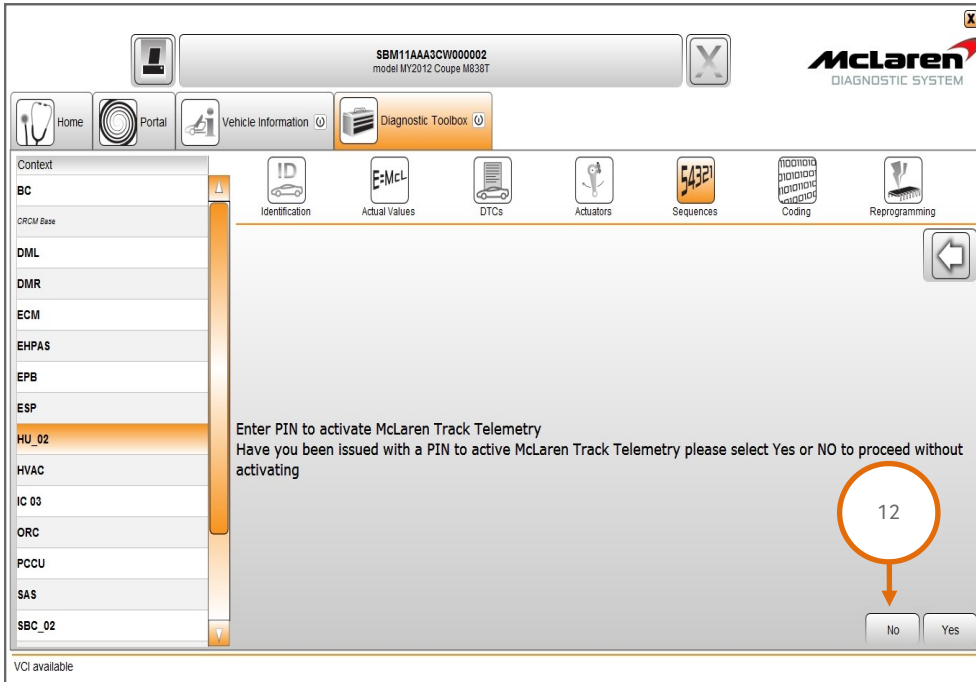 X
SBM11AAA3CW000002
model MY2012 Coupe M838T
X
McLaren
DIAGNOSTIC SYSTEM
Home
Portal
Vehicle Information
Diagnostic Toolbox
Context
BC
CRCM Base
DML
DMR
ECM
EHPAS
EPB
ESP
HU_02
HVAC
IC 03
ORC
PCCU
SAS
SBC_02
ID
E=McL
54321
Identification
Actual Values
DTCs
Actuators
Sequences
Coding
Reprogramming
Enter PIN to activate McLaren Track Telemetry
Have you been issued with a PIN to active McLaren Track Telemetry please select Yes or NO to proceed without
activating
12
No
Yes
VCI available